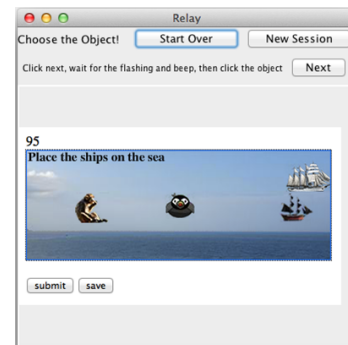 Relay
Choose the Object! Start Over New Session
Click next, wait for the flashing and beep, then click the object Next
95
Place the ships on the sea
submit save